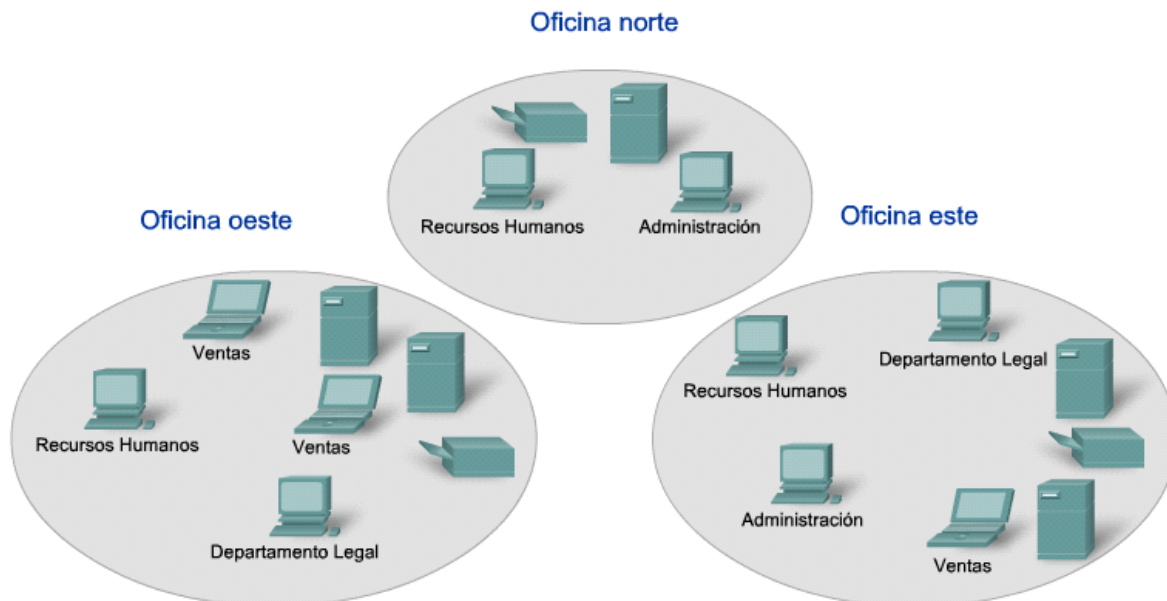 Oficina norte
Recursos Humanos
Administración
Oficina oeste
Ventas
Recursos Humanos
Ventas
Departamento Legal
Oficina este
Departamento Legal
Recursos Humanos
Administración
Ventas